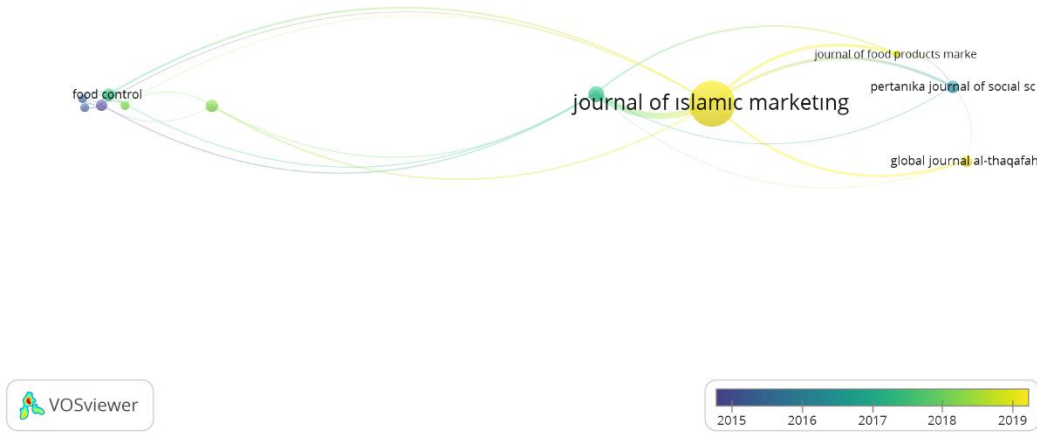 journal of food products marke
food control
pertanıka journal of socıal sc
journal of ıslamıc marketıng
global journal al-thaqafah
VOSviewer
2015 2016 2017 2018 2019